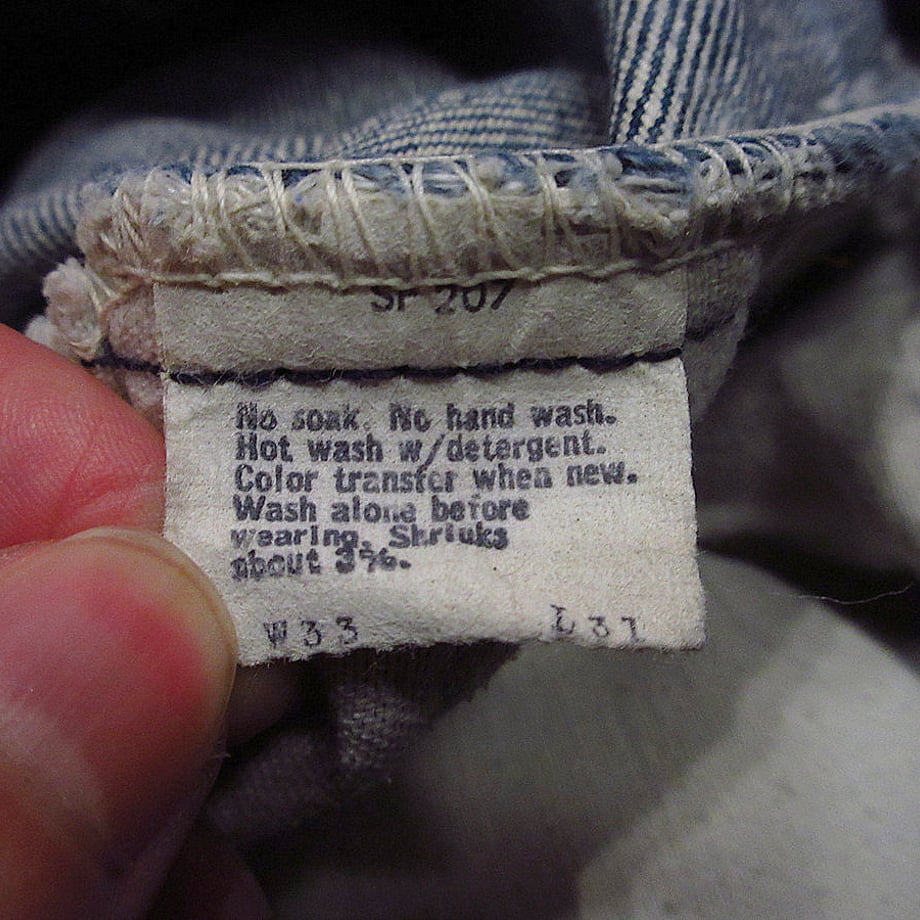 SF 207
No soak. No hand wash.
Hot wash w/detergent.
Color transfer when new.
Wash alone before
wearing. Shrinks
about 3%.
W33 L31